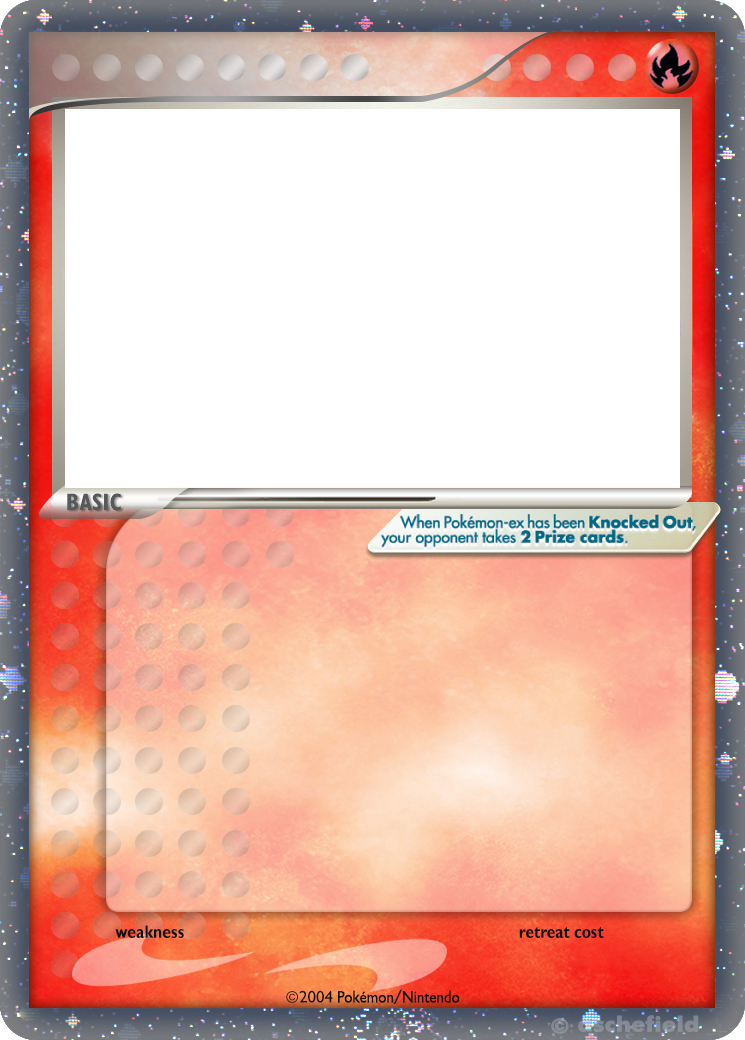 BASIC
When Pokémon-ex has been Knocked Out,
your opponent takes 2 Prize cards.
weakness
retreat cost
©2004 Pokémon/Nintendo
© aschefield